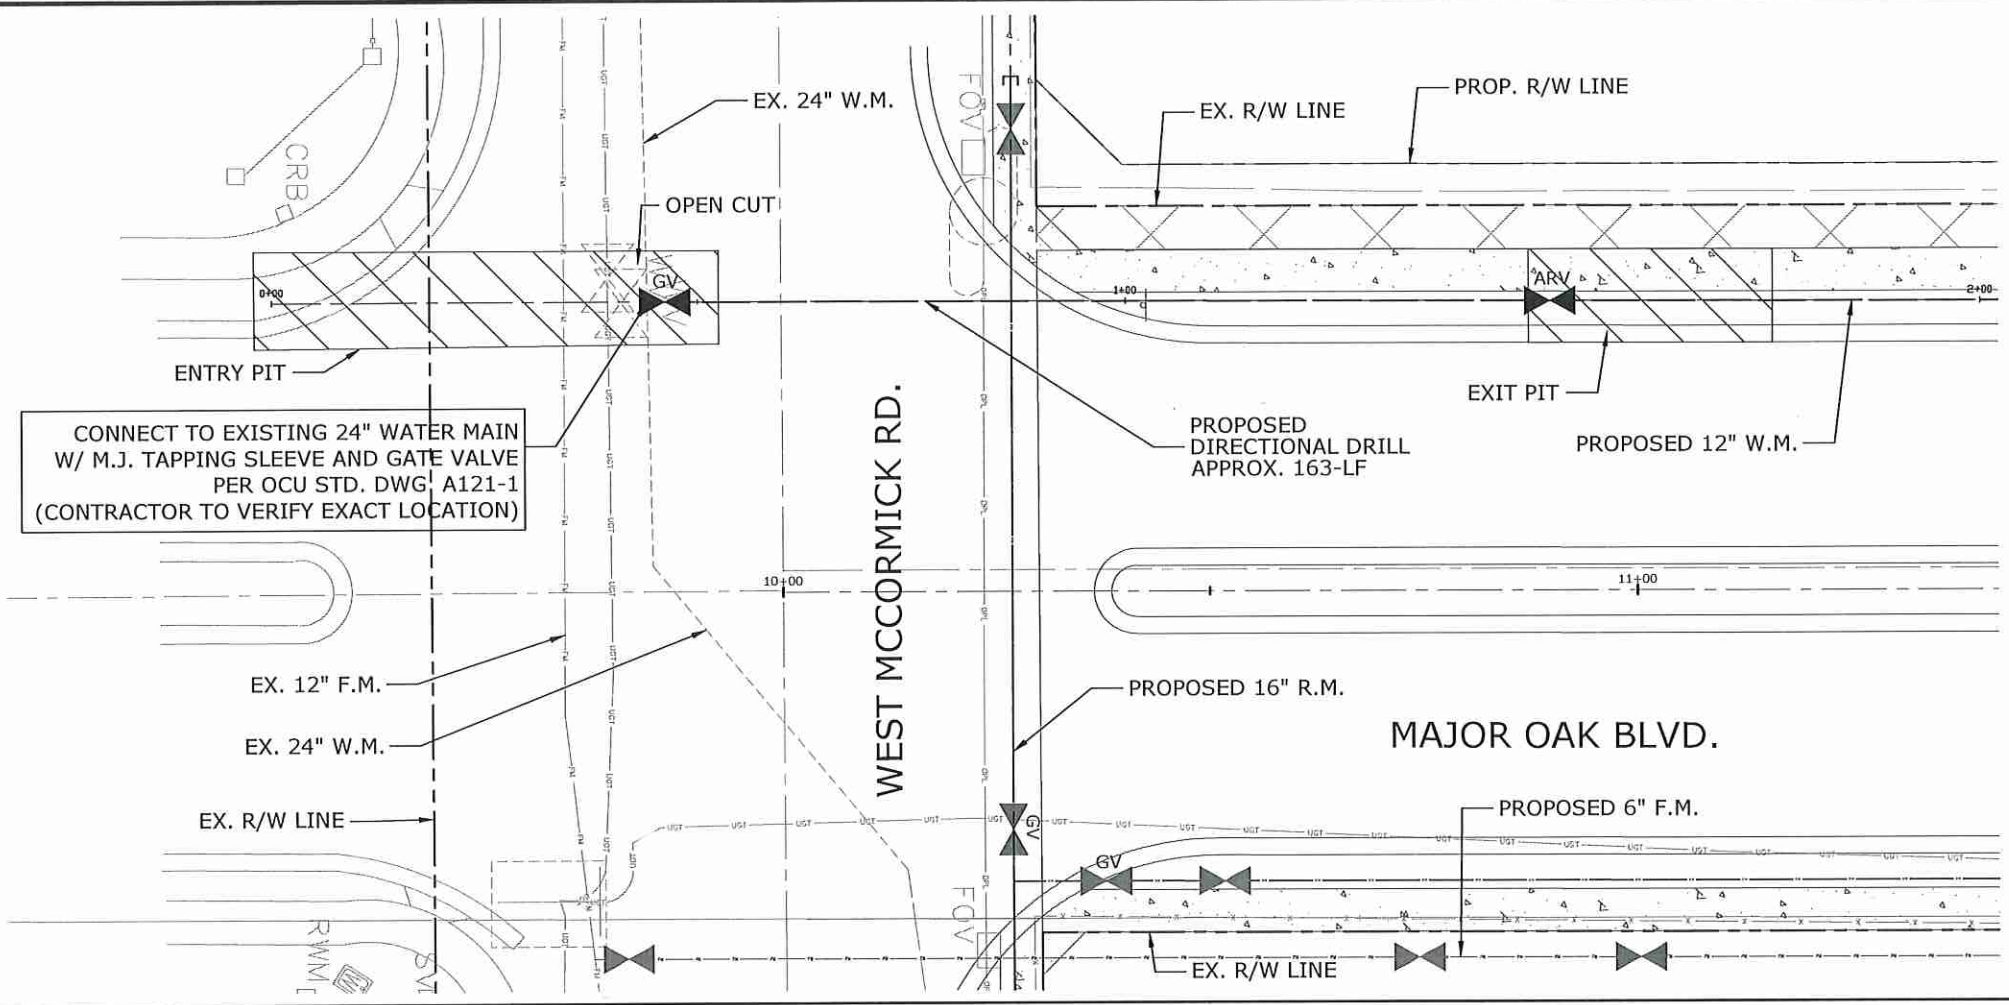 EX. 24" W.M.
PROP. R/W LINE
EX. R/W LINE
FOV
E
CRB
OPEN CUT
GV
ARV
0+00
1+00
2+00
ENTRY PIT
EXIT PIT
CONNECT TO EXISTING 24" WATER MAIN
W/ M.J. TAPPING SLEEVE AND GATE VALVE
PER OCU STD. DWG A121-1
(CONTRACTOR TO VERIFY EXACT LOCATION)
PROPOSED
DIRECTIONAL DRILL
APPROX. 163-LF
PROPOSED 12" W.M.
WEST MCCORMICK RD.
10+00
11+00
EX. 12" F.M.
EX. 24" W.M.
PROPOSED 16" R.M.
MAJOR OAK BLVD.
EX. R/W LINE
PROPOSED 6" F.M.
GV
GV
FOV
EX. R/W LINE
UGT
FM